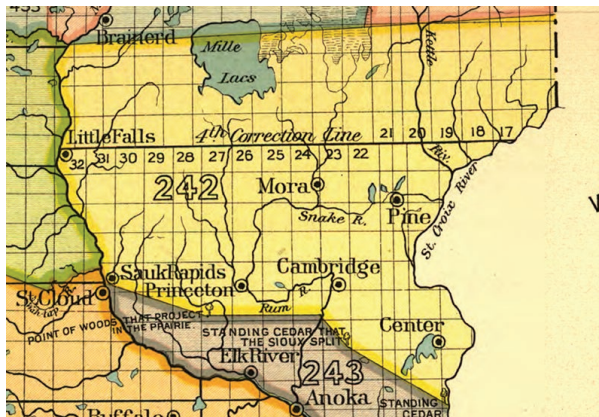 Brainerd
Mille
Lacs
Kettle
Riv.
Little Falls
4th Correction Line
32 31 30 29 28 27 26 25 24 23 22 21 20 19 18 17
242
Mora
Snake R.
Pine
St. Croix River
Sauk Rapids
Princeton
Cambridge
St. Cloud
Rum R.
Center
POINT OF WOODS THAT PROJECT
IN THE PRAIRIE.
STANDING CEDAR THAT
THE SIOUX SPLIT
Elk River
243
Anoka
STANDING
CEDAR
Buffalo